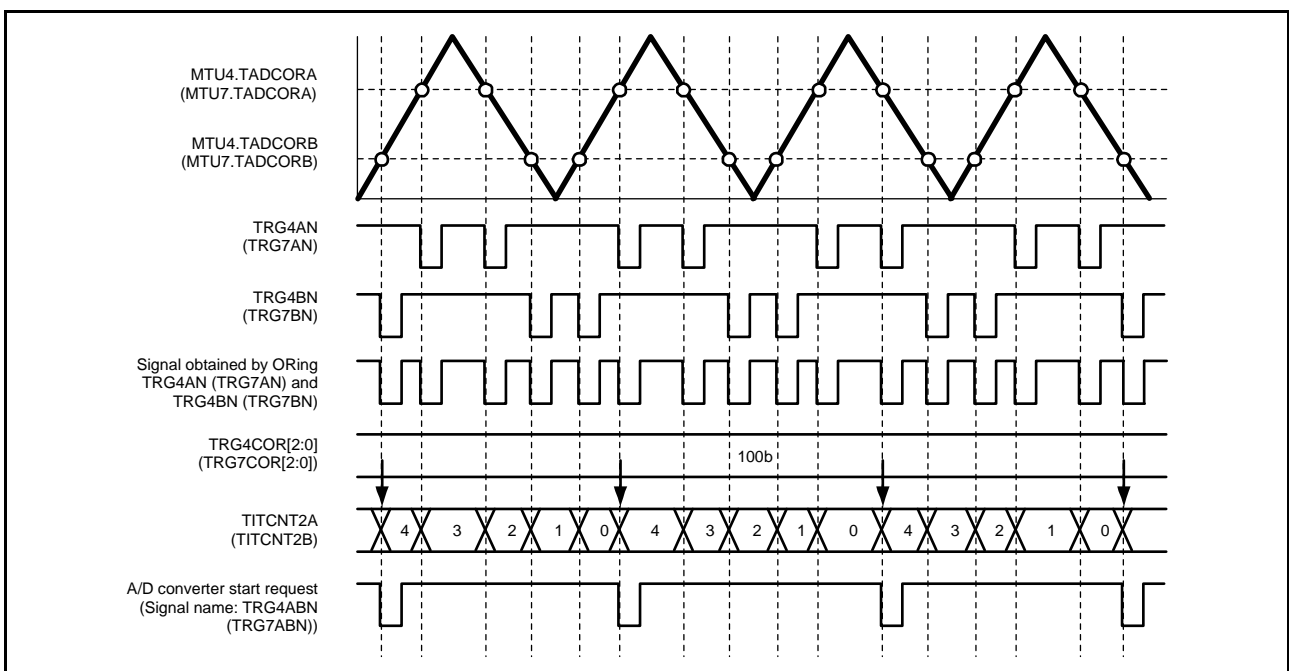 MTU4.TADCORA
(MTU7.TADCORA)
MTU4.TADCORB
(MTU7.TADCORB)
TRG4AN
(TRG7AN)
TRG4BN
(TRG7BN)
Signal obtained by ORing
TRG4AN (TRG7AN) and
TRG4BN (TRG7BN)
TRG4COR[2:0]
(TRG7COR[2:0])
100b
TITCNT2A
(TITCNT2B)
4 3 2 1 0 4 3 2 1 0 4 3 2 1 0
A/D converter start request
(Signal name: TRG4ABN
(TRG7ABN))